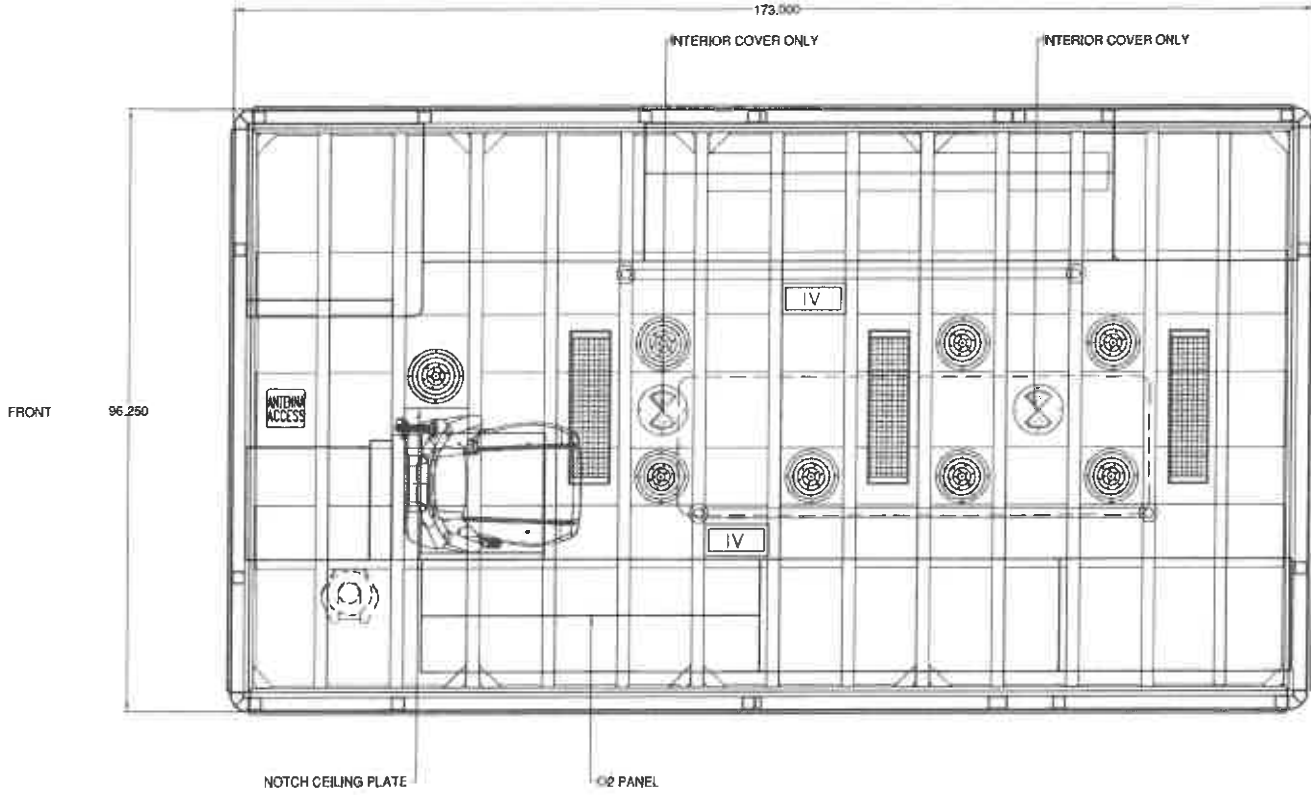 173.000
INTERIOR COVER ONLY
INTERIOR COVER ONLY
IV
ANTENNA
ACCESS
FRONT
96.250
IV
NOTCH CEILING PLATE
O2 PANEL